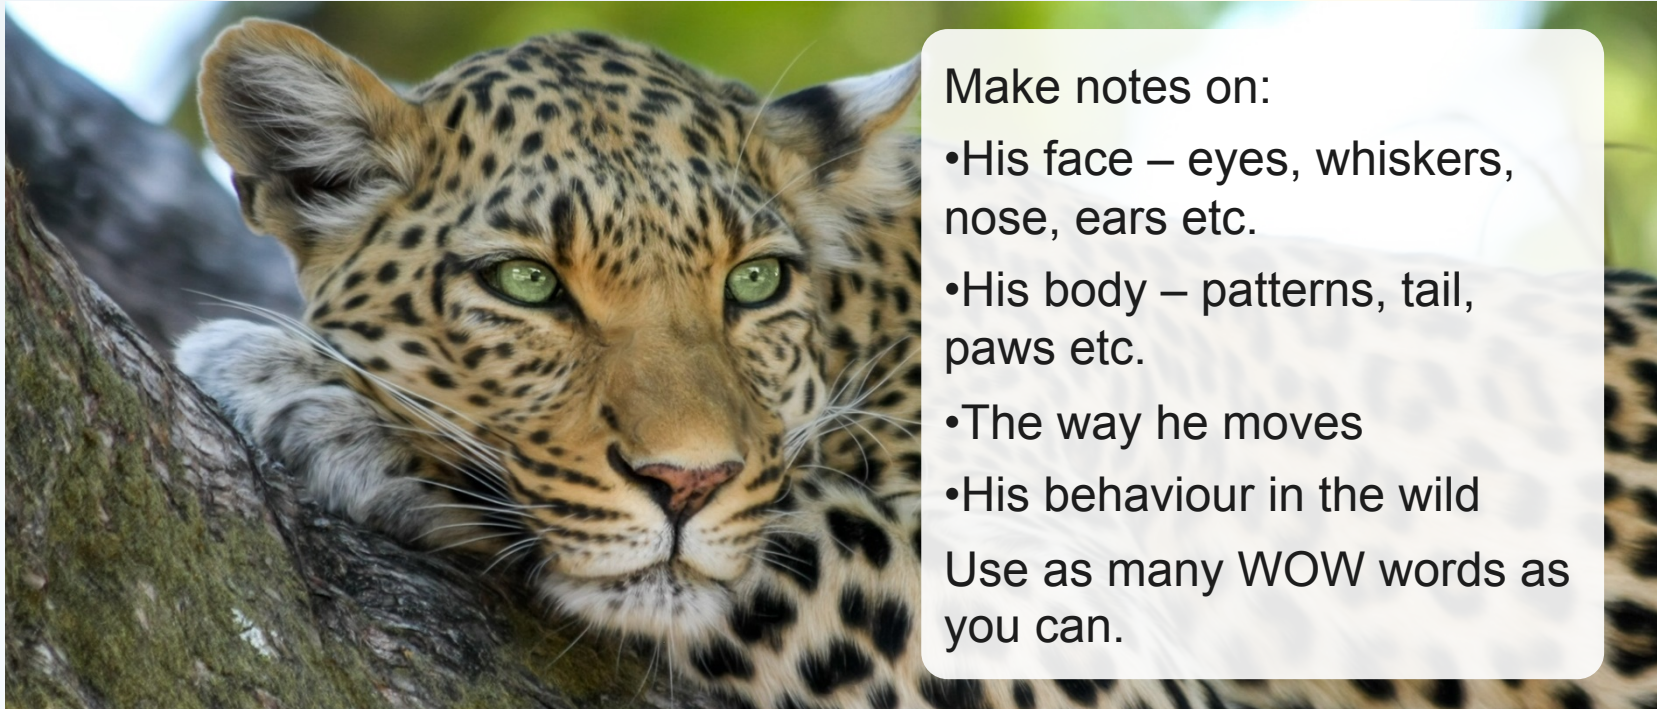 Make notes on:
•His face – eyes, whiskers,
nose, ears etc.
•His body – patterns, tail,
paws etc.
•The way he moves
•His behaviour in the wild
Use as many WOW words as
you can.